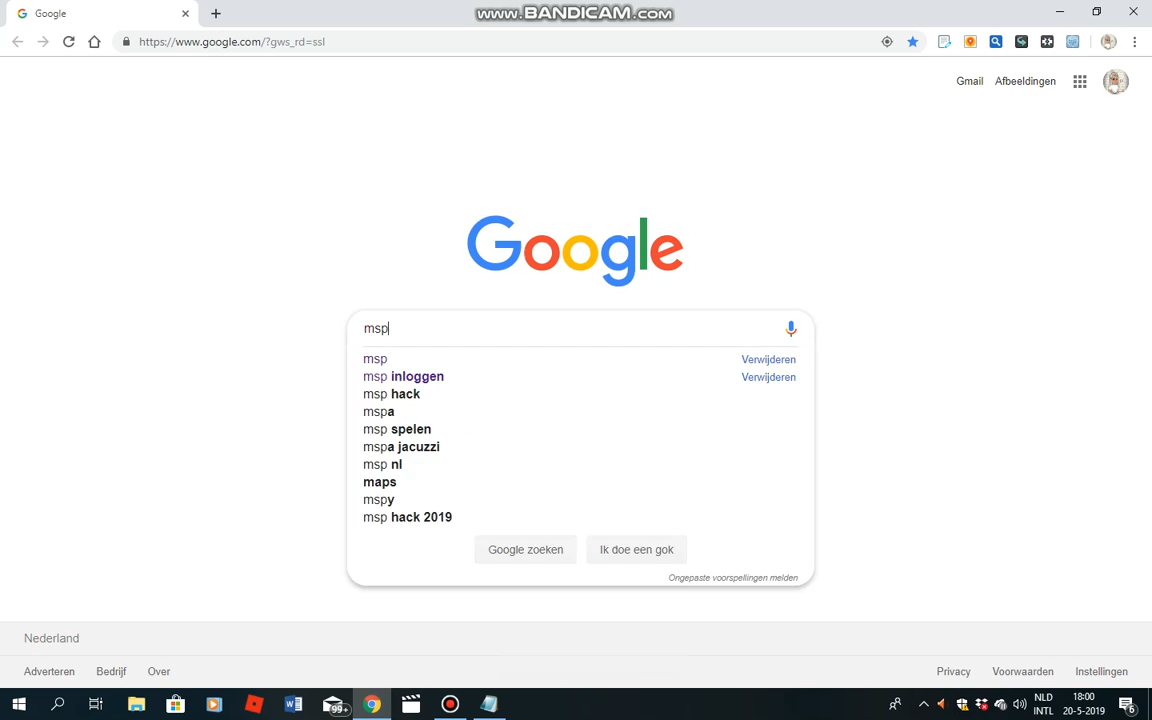 Google
www.BANDICAM.com
https://www.google.com/?gws_rd=ssl
Gmail Afbeeldingen
Google
msp
msp Verwijderen
msp inloggen Verwijderen
msp hack
mspa
msp spelen
mspa jacuzzi
msp nl
maps
mspy
msp hack 2019
Google zoeken Ik doe een gok
Ongepaste voorspellingen melden
Nederland
Adverteren Bedrijf Over Privacy Voorwaarden Instellingen
99+
NLD 18:00
INTL 20-5-2019 6